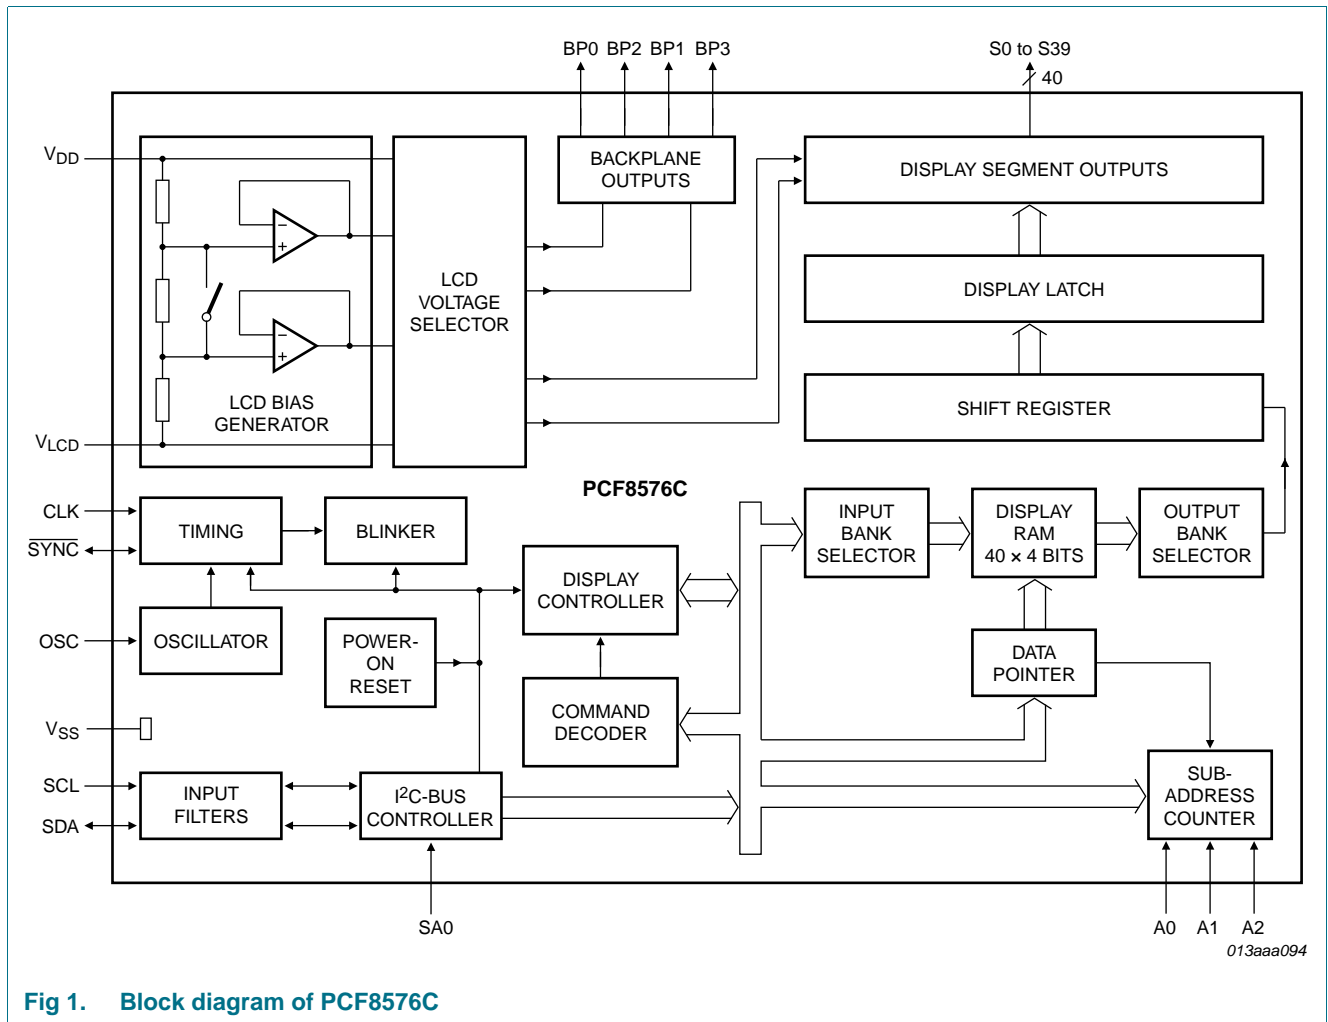 BP0 BP2 BP1 BP3
S0 to S39
40
VDD
BACKPLANE
OUTPUTS
DISPLAY SEGMENT OUTPUTS
−
+
LCD
VOLTAGE
SELECTOR
DISPLAY LATCH
−
+
LCD BIAS
GENERATOR
SHIFT REGISTER
VLCD
PCF8576C
CLK
SYNC
TIMING
BLINKER
INPUT
BANK
SELECTOR
DISPLAY
RAM
40 × 4 BITS
OUTPUT
BANK
SELECTOR
DISPLAY
CONTROLLER
OSC
OSCILLATOR
POWER-
ON
RESET
DATA
POINTER
COMMAND
DECODER
VSS
SCL
SDA
INPUT
FILTERS
I2C-BUS
CONTROLLER
SUB-
ADDRESS
COUNTER
SA0
A0 A1 A2
013aaa094
Fig 1. Block diagram of PCF8576C